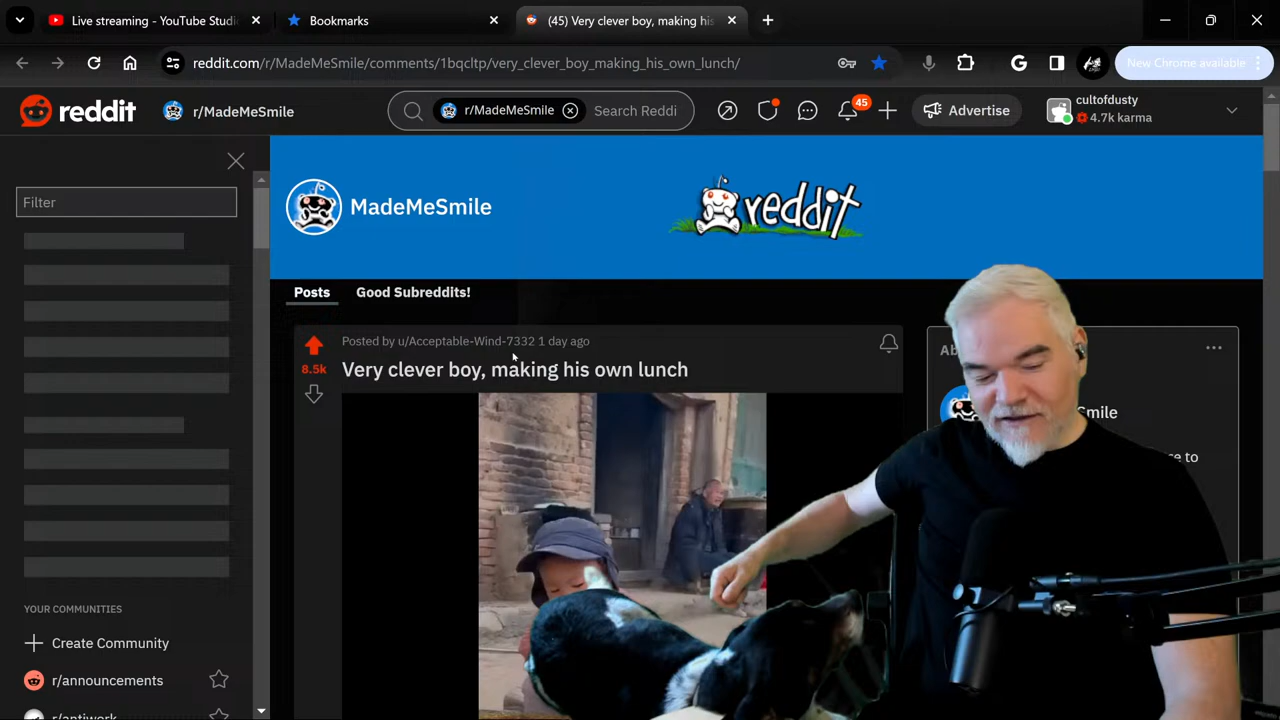 Live streaming - YouTube Studi
Bookmarks
(45) Very clever boy, making his
reddit.com/r/MadeMeSmile/comments/1bqcltp/very_clever_boy_making_his_own_lunch/
New Chrome available
reddit
r/MadeMeSmile
r/MadeMeSmile
Search Reddi
45
Advertise
cultofdusty
4.7k karma
Filter
MadeMeSmile
reddit
Posts
Good Subreddits!
Posted by u/Acceptable-Wind-7332 1 day ago
8.5k
Very clever boy, making his own lunch
Ab
Smile
ce to
YOUR COMMUNITIES
Create Community
r/announcements
r/antiwork